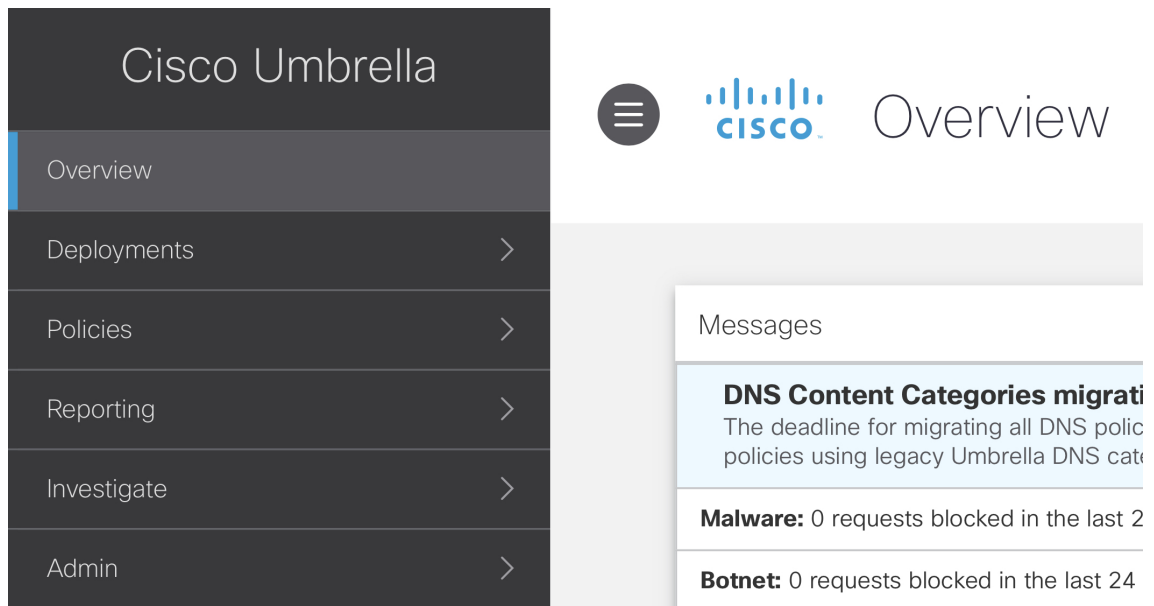 Cisco Umbrella
Overview
Deployments
Policies
Reporting
Investigate
Admin
CISCO
Overview
Messages
DNS Content Categories migrati
The deadline for migrating all DNS polic
policies using legacy Umbrella DNS cate
Malware: 0 requests blocked in the last 2
Botnet: 0 requests blocked in the last 24